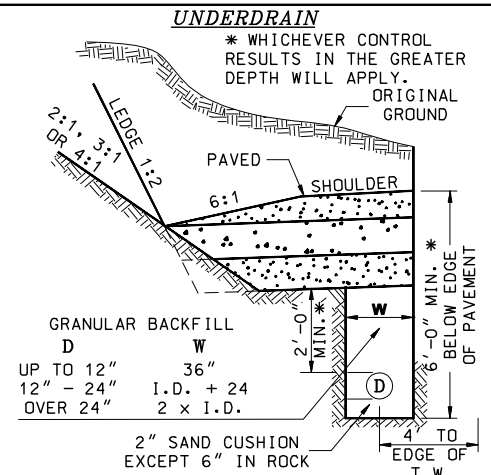 UNDERDRAIN
* WHICHEVER CONTROL
RESULTS IN THE GREATER
DEPTH WILL APPLY.
ORIGINAL
GROUND
2:1, 3:1
OR 4:1
LEDGE 1:2
PAVED
SHOULDER
6:1
6'-0" MIN. *
BELOW EDGE
OF PAVEMENT
2'-0"
MIN.*
W
GRANULAR BACKFILL
D W
UP TO 12" 36"
12" - 24" I.D. + 24
OVER 24" 2 x I.D.
D
2" SAND CUSHION
EXCEPT 6" IN ROCK
4' TO
EDGE OF
T.W.